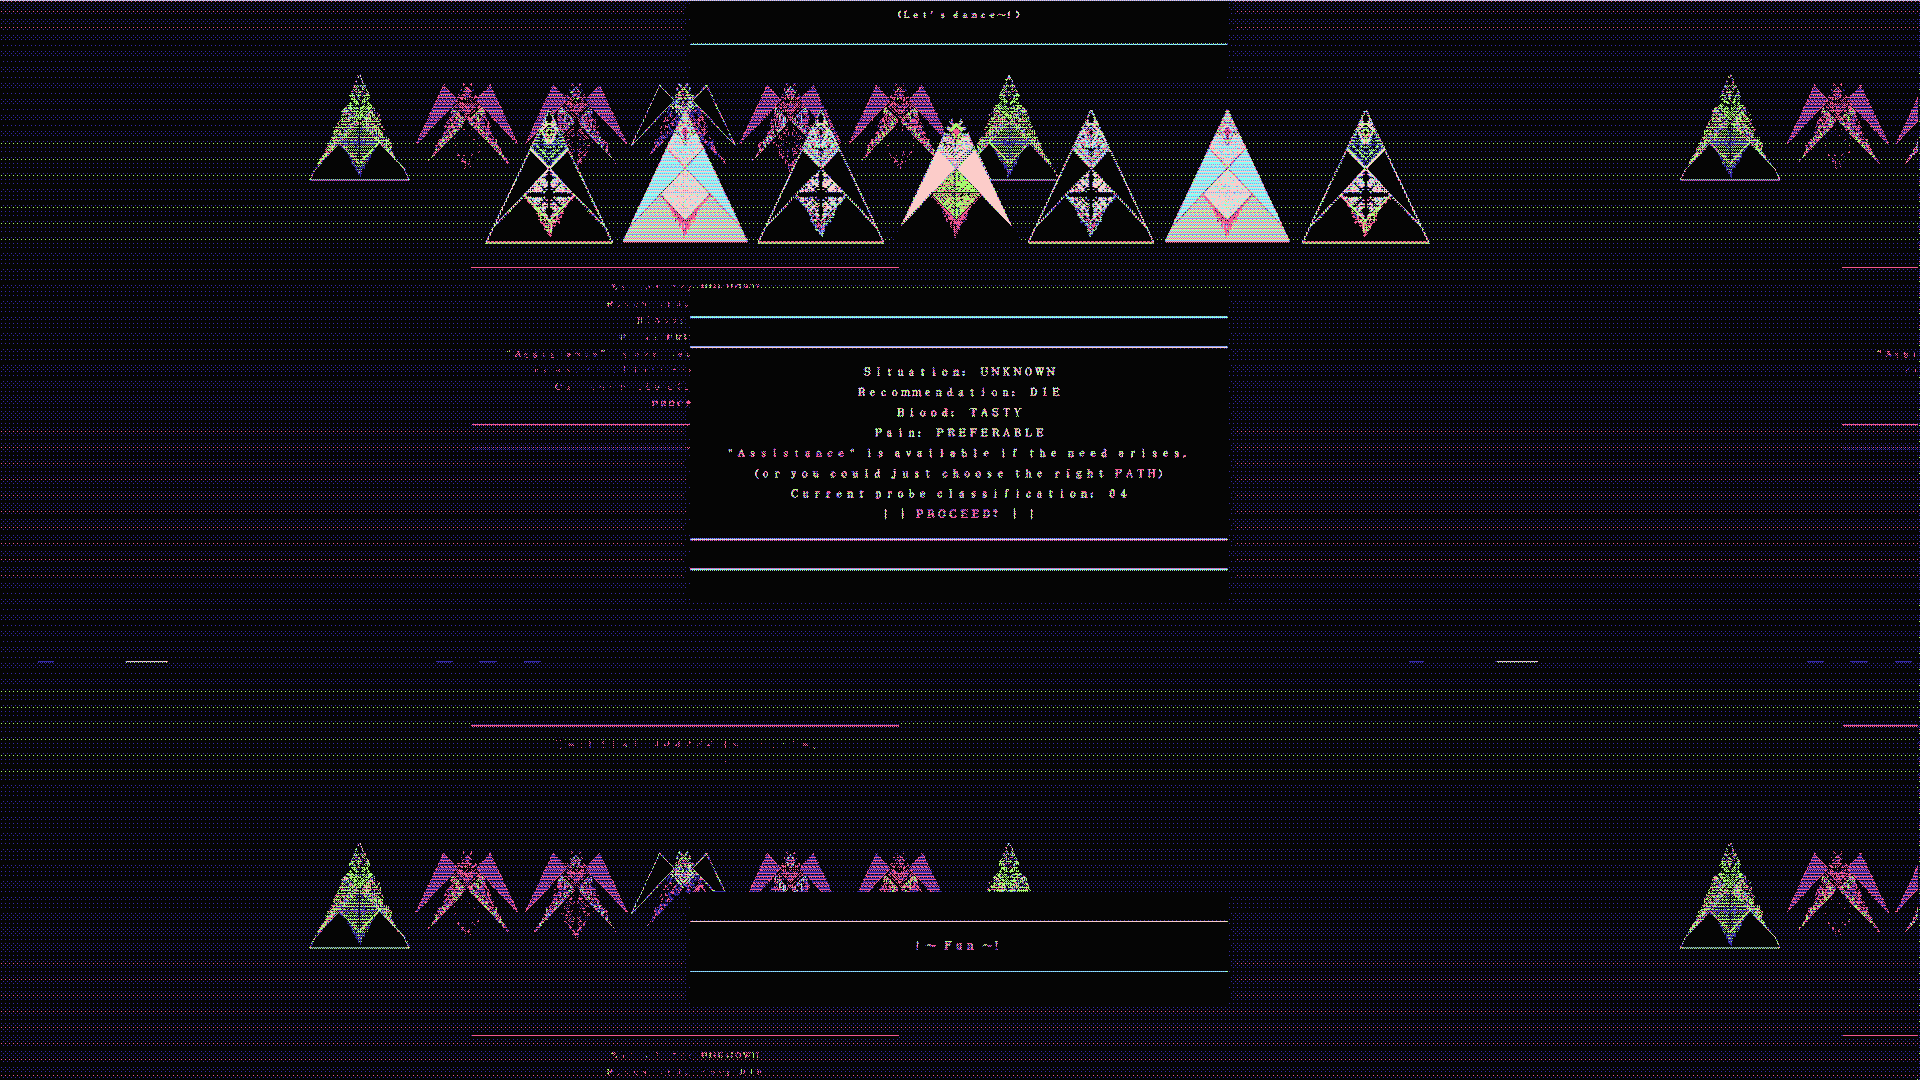 (Let's dance~!)
Situation: UNKNOWN
Recommendation: DIE
Blood: TASTY
Pain: PREFERABLE
"Assistance" is available if the need arises.
(or you could just choose the right PATH)
Current probe classification: 04
| | PROCEED? | |
!~ Fun ~!